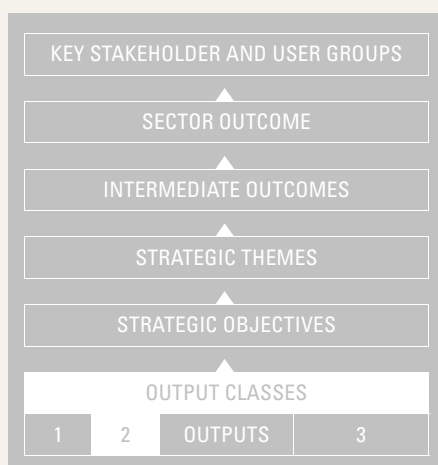 KEY STAKEHOLDER AND USER GROUPS
SECTOR OUTCOME
INTERMEDIATE OUTCOMES
STRATEGIC THEMES
STRATEGIC OBJECTIVES
OUTPUT CLASSES
1 2 OUTPUTS 3